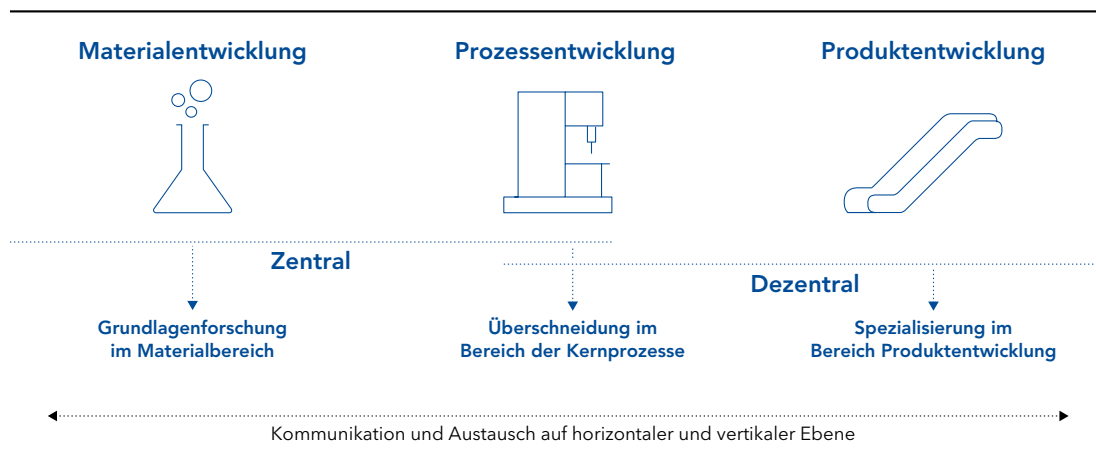 Materialentwicklung
Prozessentwicklung
Produktentwicklung
Zentral
Dezentral
Grundlagenforschung
im Materialbereich
Überschneidung im
Bereich der Kernprozesse
Spezialisierung im
Bereich Produktentwicklung
Kommunikation und Austausch auf horizontaler und vertikaler Ebene